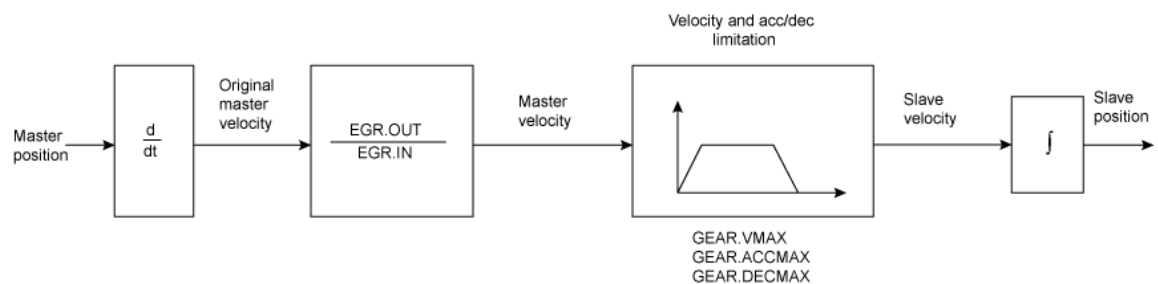 Velocity and acc/dec
limitation
Master
position
d
dt
Original
master
velocity
EGR.OUT
EGR.IN
Master
velocity
Slave
velocity
∫
Slave
position
GEAR.VMAX
GEAR.ACCMAX
GEAR.DECMAX